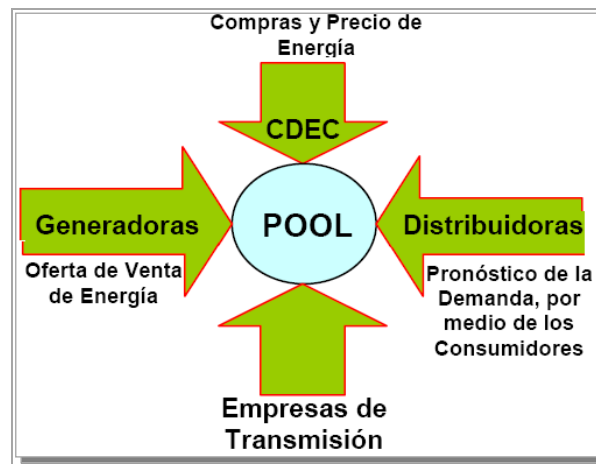 Compras y Precio de
Energía
CDEC
Generadoras
POOL
Distribuidoras
Oferta de Venta
de Energía
Pronóstico de la
Demanda, por
medio de los
Consumidores
Empresas de
Transmisión